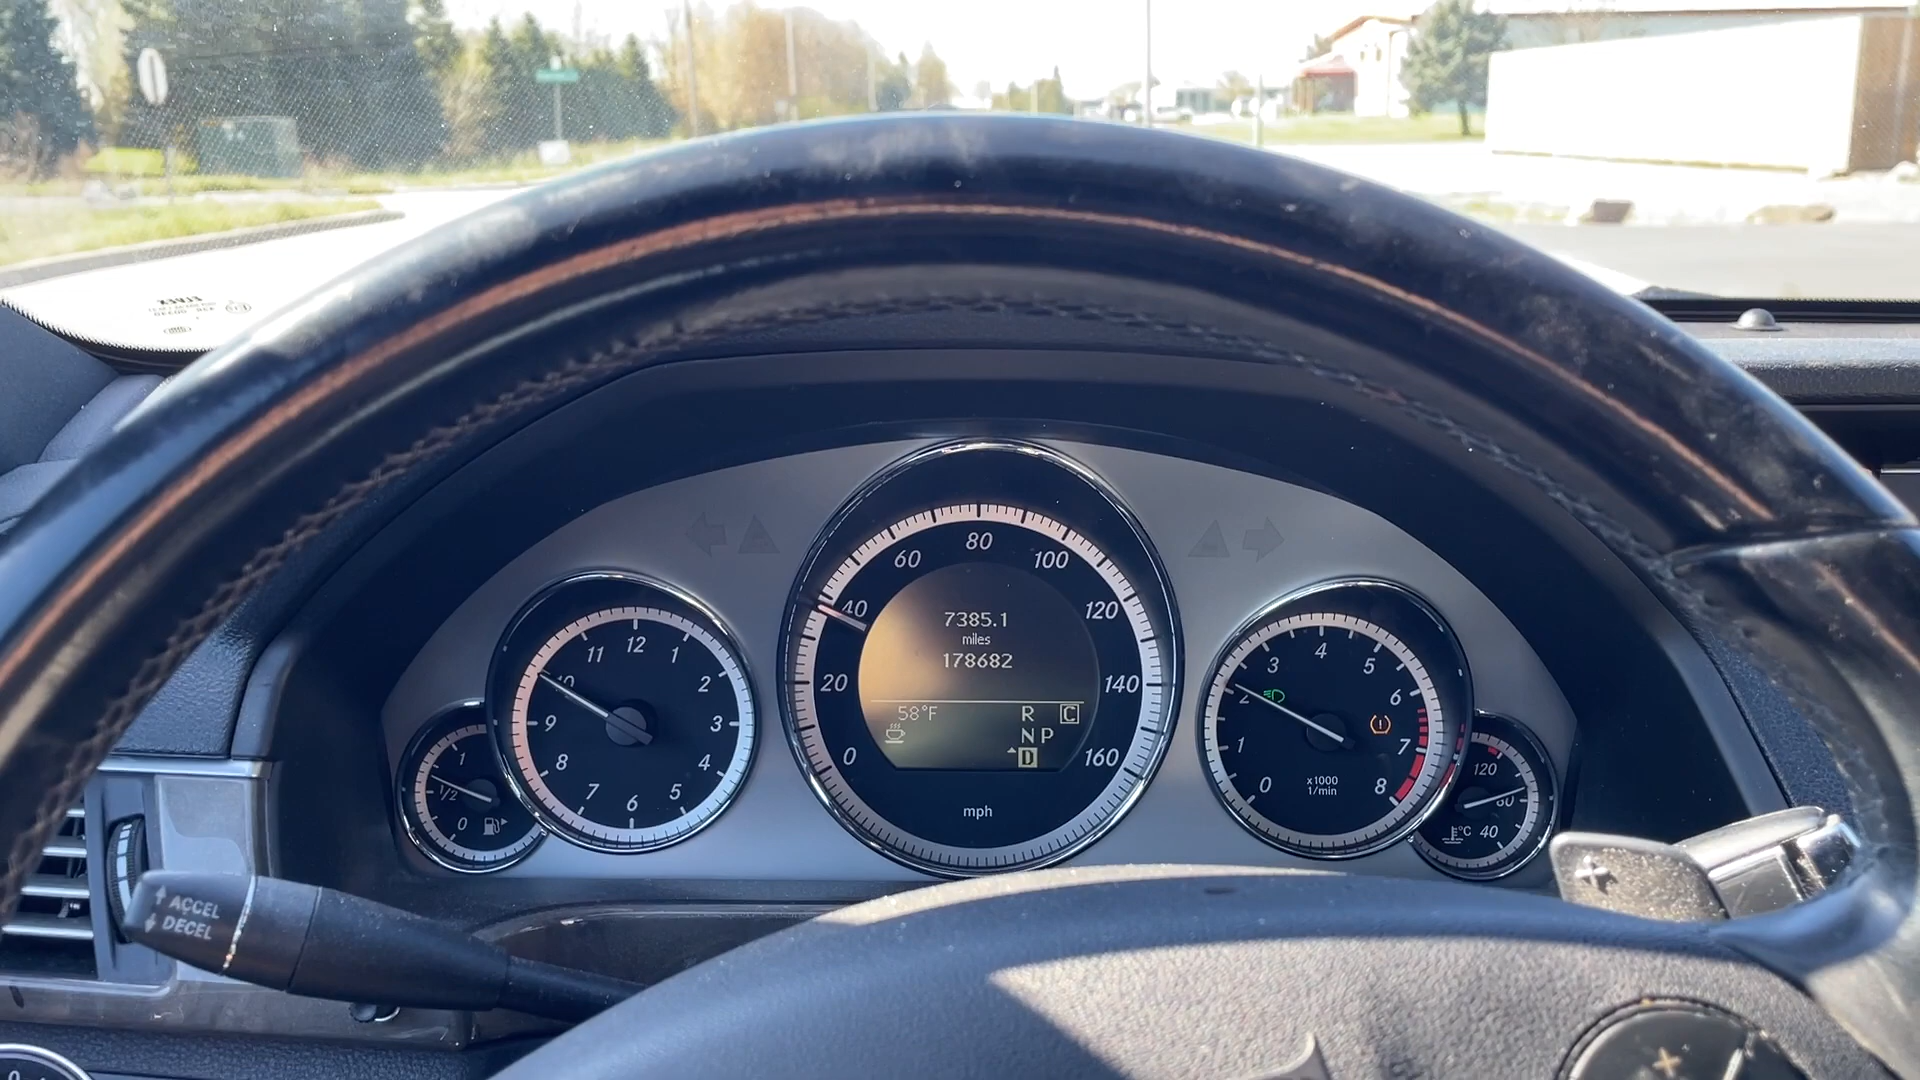 7385.1
miles
178682
58°F
R C
N P
D
0 20 40 60 80 100 120 140 160
mph
12 1 2 3 4 5 6 7 8 9 10 11
0 1/2 1
0 1 2 3 4 5 6 7 8
x1000
1/min
120
80
40
°C
ACCEL
DECEL
+